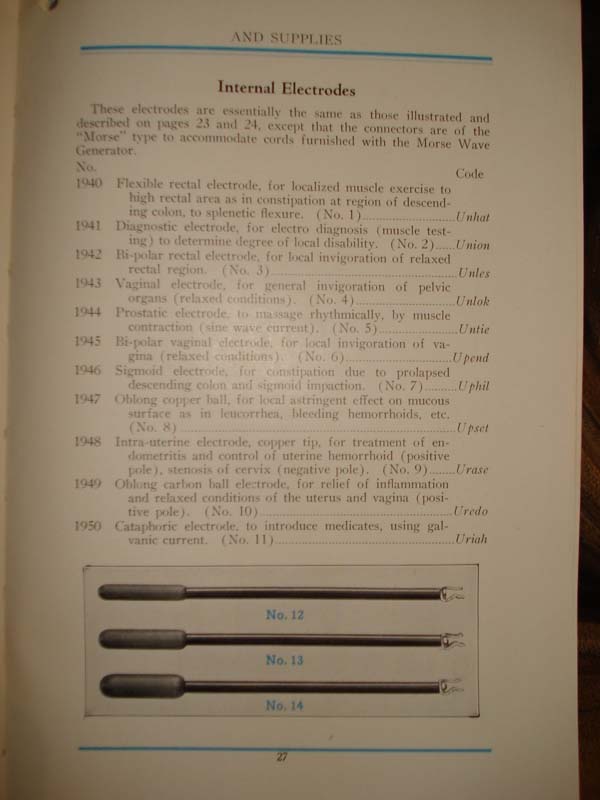 AND SUPPLIES
Internal Electrodes
These electrodes are essentially the same as those illustrated and
described on pages 23 and 24, except that the connectors are of the
"Morse" type to accommodate cords furnished with the Morse Wave
Generator.
No. Code
1940 Flexible rectal electrode, for localized muscle exercise to
high rectal area as in constipation at region of descend-
ing colon, to splenetic flexure. (No. 1)..........................Unhat
1941 Diagnostic electrode, for electro diagnosis (muscle test-
ing) to determine degree of local disability. (No. 2)......Union
1942 Bi-polar rectal electrode, for local invigoration of relaxed
rectal region. (No. 3)....................................................Unles
1943 Vaginal electrode, for general invigoration of pelvic
organs (relaxed conditions). (No. 4)............................Unlok
1944 Prostatic electrode, to massage rhythmically, by muscle
contraction (sine wave current). (No. 5).......................Untie
1945 Bi-polar vaginal electrode, for local invigoration of va-
gina (relaxed conditions). (No. 6)..............................Upend
1946 Sigmoid electrode, for constipation due to prolapsed
descending colon and sigmoid impaction. (No. 7).........Uphil
1947 Oblong copper ball, for local astringent effect on mucous
surface as in leucorrhea, bleeding hemorrhoids, etc.
(No. 8)..............................................................................Upset
1948 Intra-uterine electrode, copper tip, for treatment of en-
dometritis and control of uterine hemorrhoid (positive
pole), stenosis of cervix (negative pole). (No. 9)........Urase
1949 Oblong carbon ball electrode, for relief of inflammation
and relaxed conditions of the uterus and vagina (posi-
tive pole). (No. 10)......................................................Uredo
1950 Cataphoric electrode, to introduce medicates, using gal-
vanic current. (No. 11)..................................................Uriah
No. 12
No. 13
No. 14
27